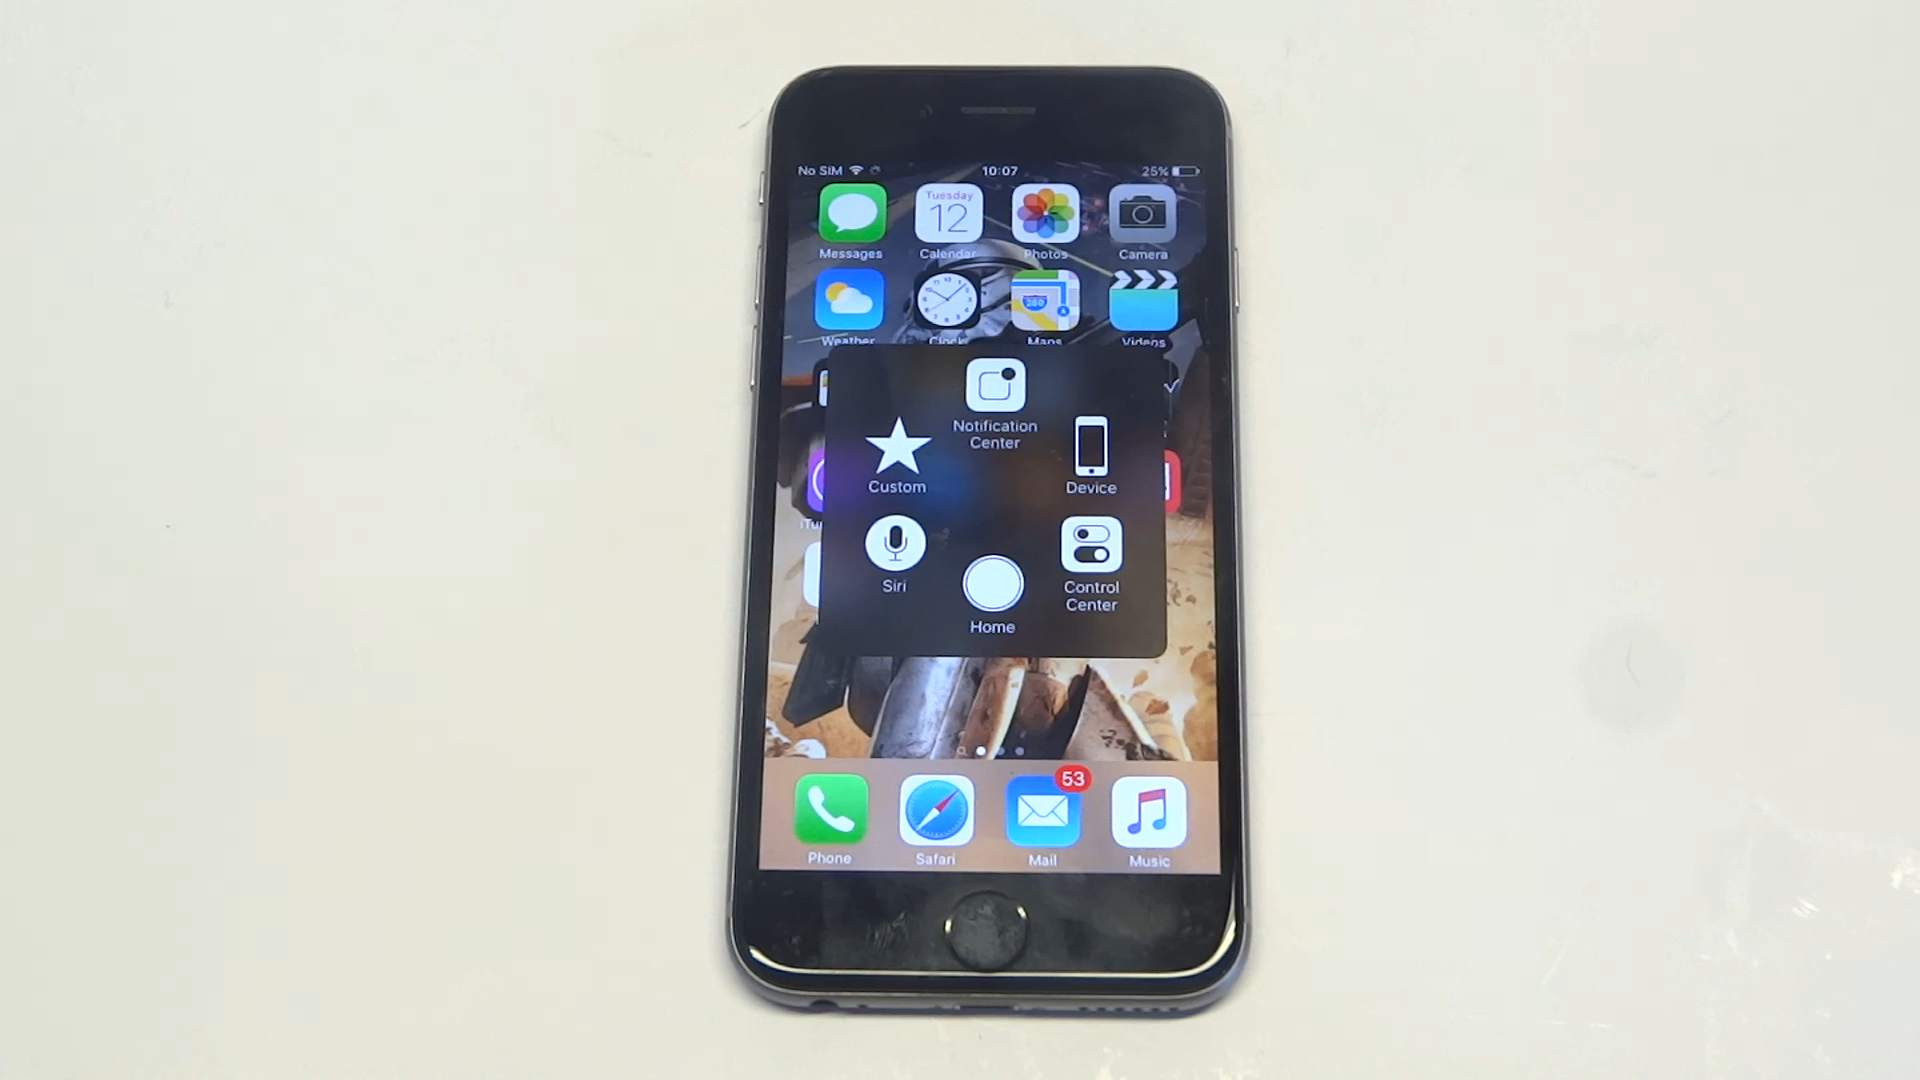 No SIM 10:07 25%
Tuesday
12
Messages Calendar Photos Camera
280
Weather Clock Maps Videos
Notification
Center
Custom Device
Siri Control
Center
Home
53
Phone Safari Mail Music